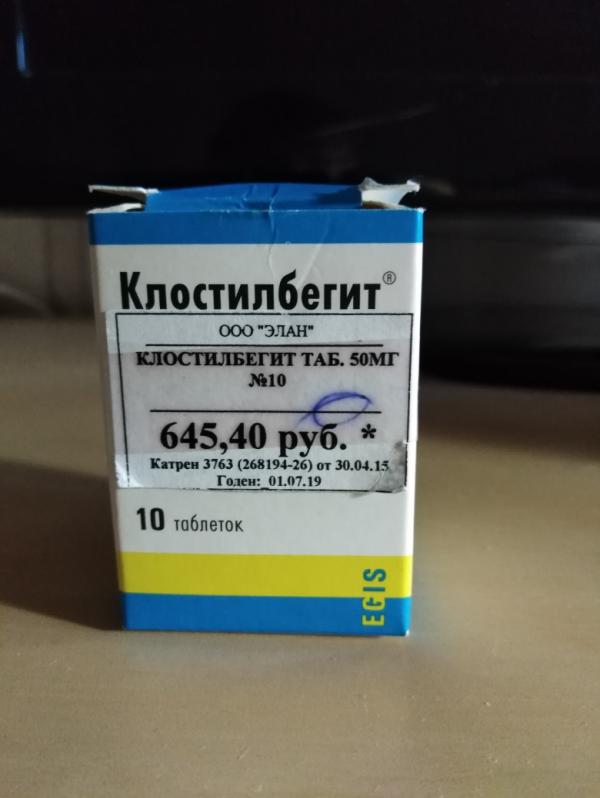 Клостилбегит®
ООО "ЭЛАН"
КЛОСТИЛБЕГИТ ТАБ. 50МГ
№10
645,40 руб. *
Катрен 3763 (268194-26) от 30.04.15
Годен: 01.07.19
10 таблеток
EGIS